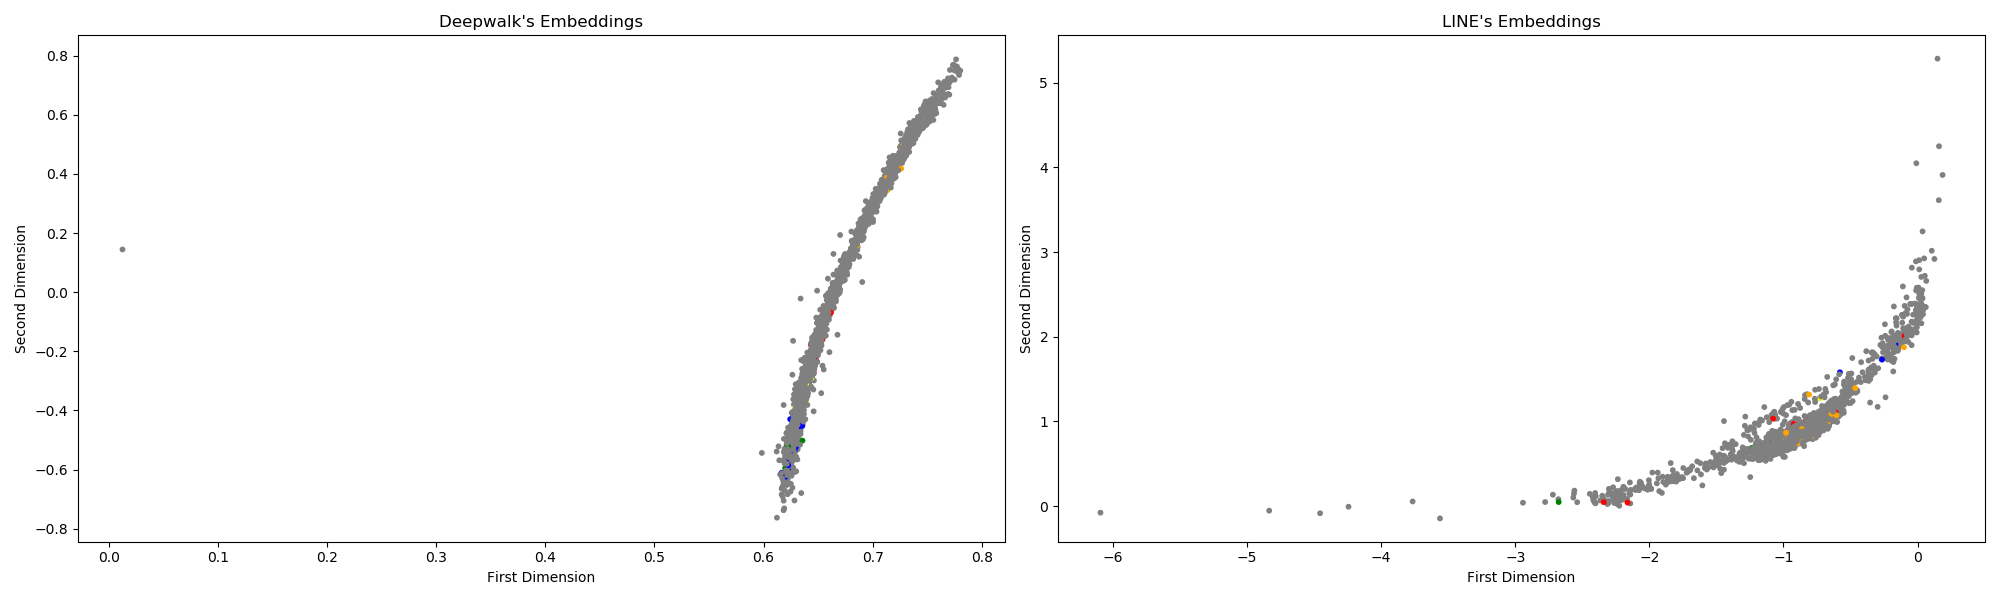 Deepwalk's Embeddings
Second Dimension
0.8
0.6
0.4
0.2
0.0
−0.2
−0.4
−0.6
−0.8
0.0 0.1 0.2 0.3 0.4 0.5 0.6 0.7 0.8
First Dimension
LINE's Embeddings
Second Dimension
5
4
3
2
1
0
−6 −5 −4 −3 −2 −1 0
First Dimension